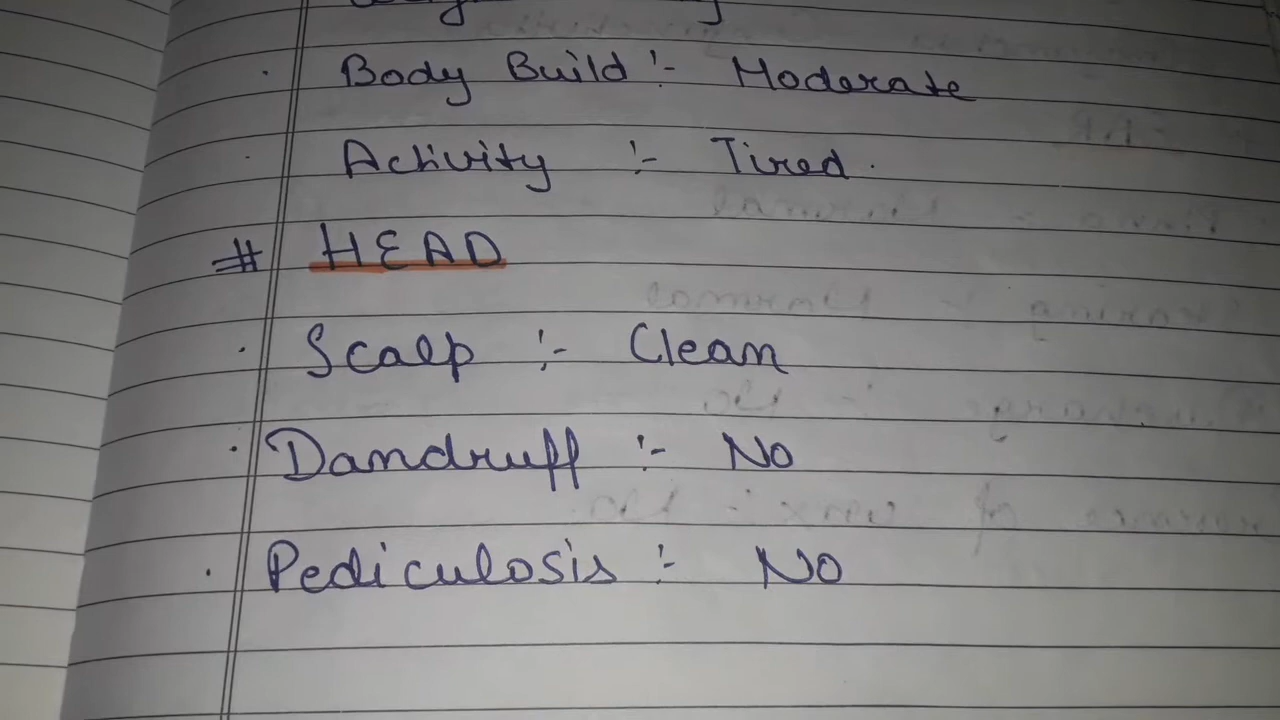 Body Build :- Moderate
Activity :- Tired.
# HEAD
Scalp :- Clean
Dandruff :- No
Pediculosis :- No